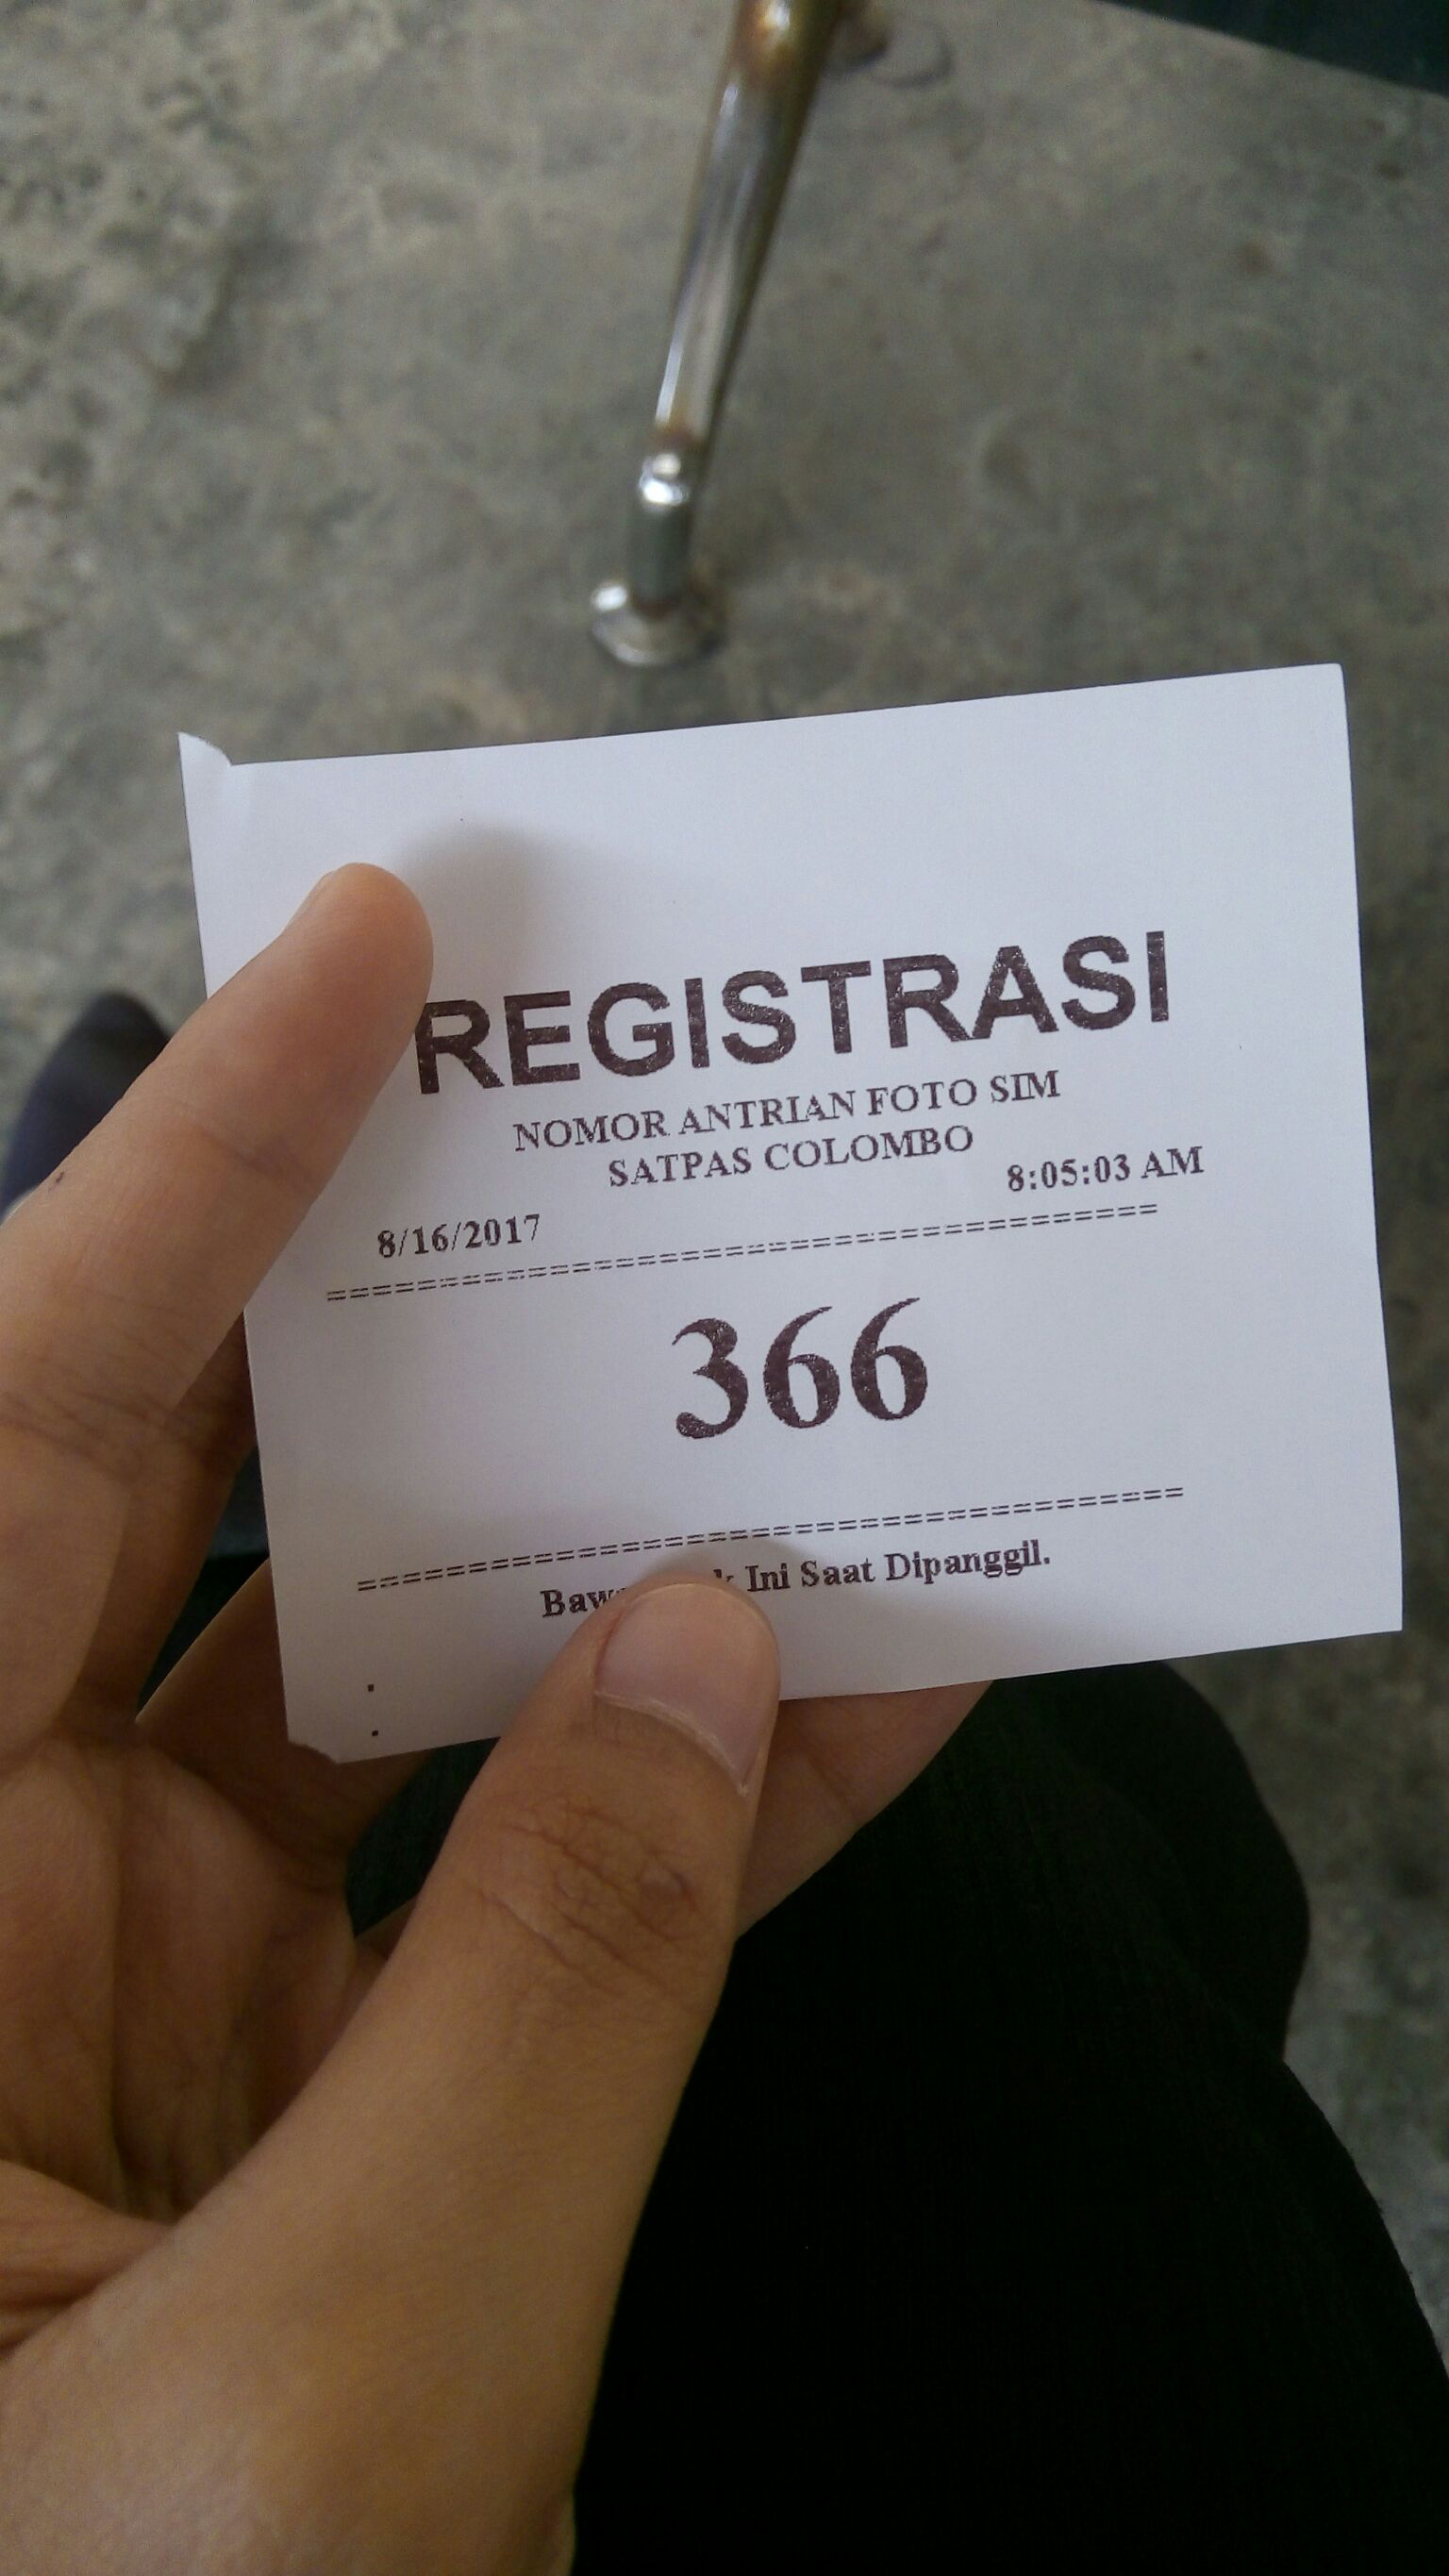 REGISTRASI
NOMOR ANTRIAN FOTO SIM
SATPAS COLOMBO
8/16/2017 8:05:03 AM
=====================================
366
=====================================
Ini Saat Dipanggil.